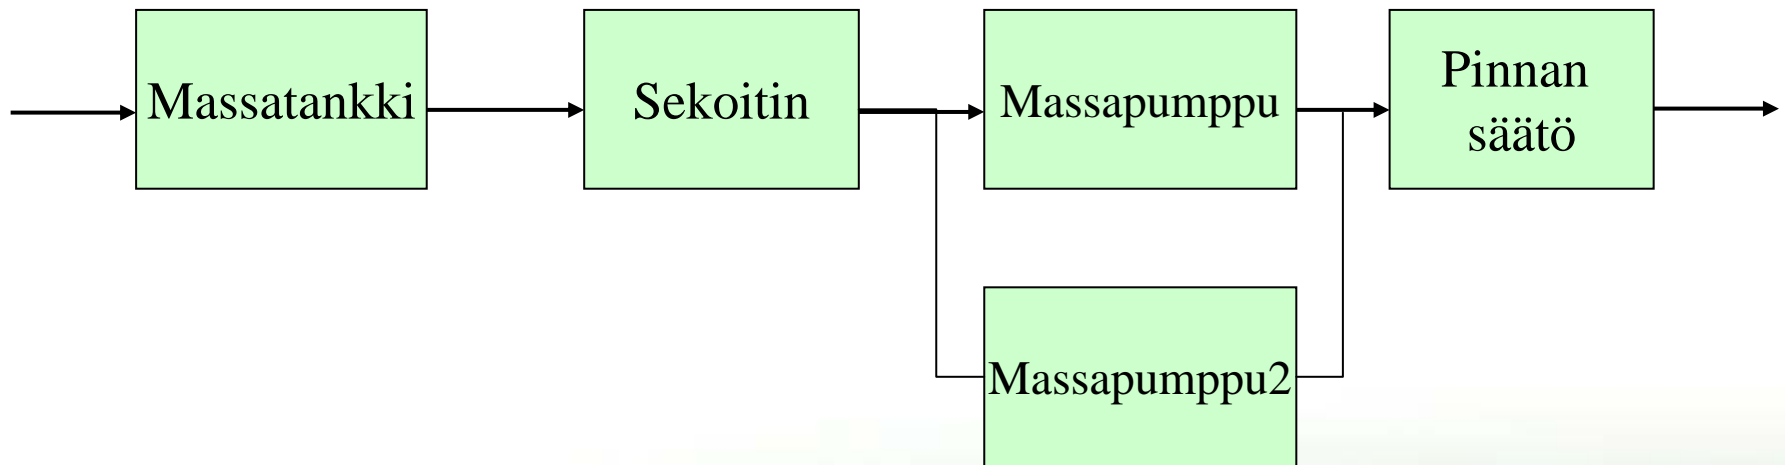 Massatankki
Sekoitin
Massapumppu
Pinnan
säätö
Massapumppu2